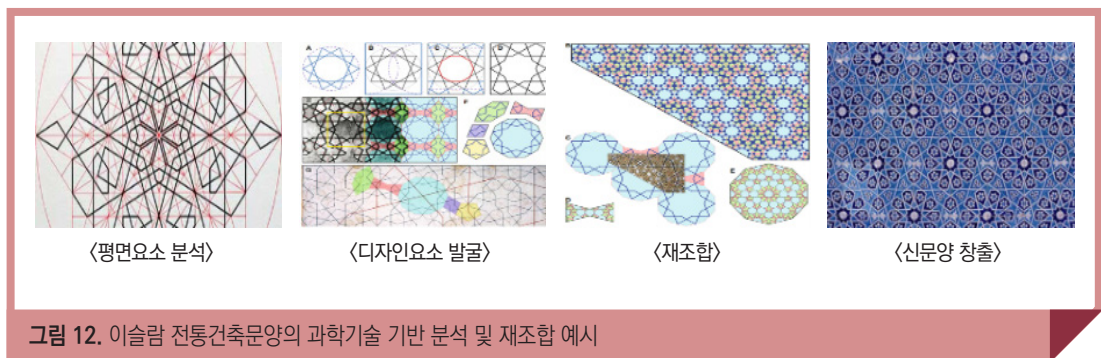 A B C D
F
G
B
C
D E
〈평면요소 분석〉 〈디자인요소 발굴〉 〈재조합〉 〈신문양 창출〉
그림 12. 이슬람 전통건축문양의 과학기술 기반 분석 및 재조합 예시